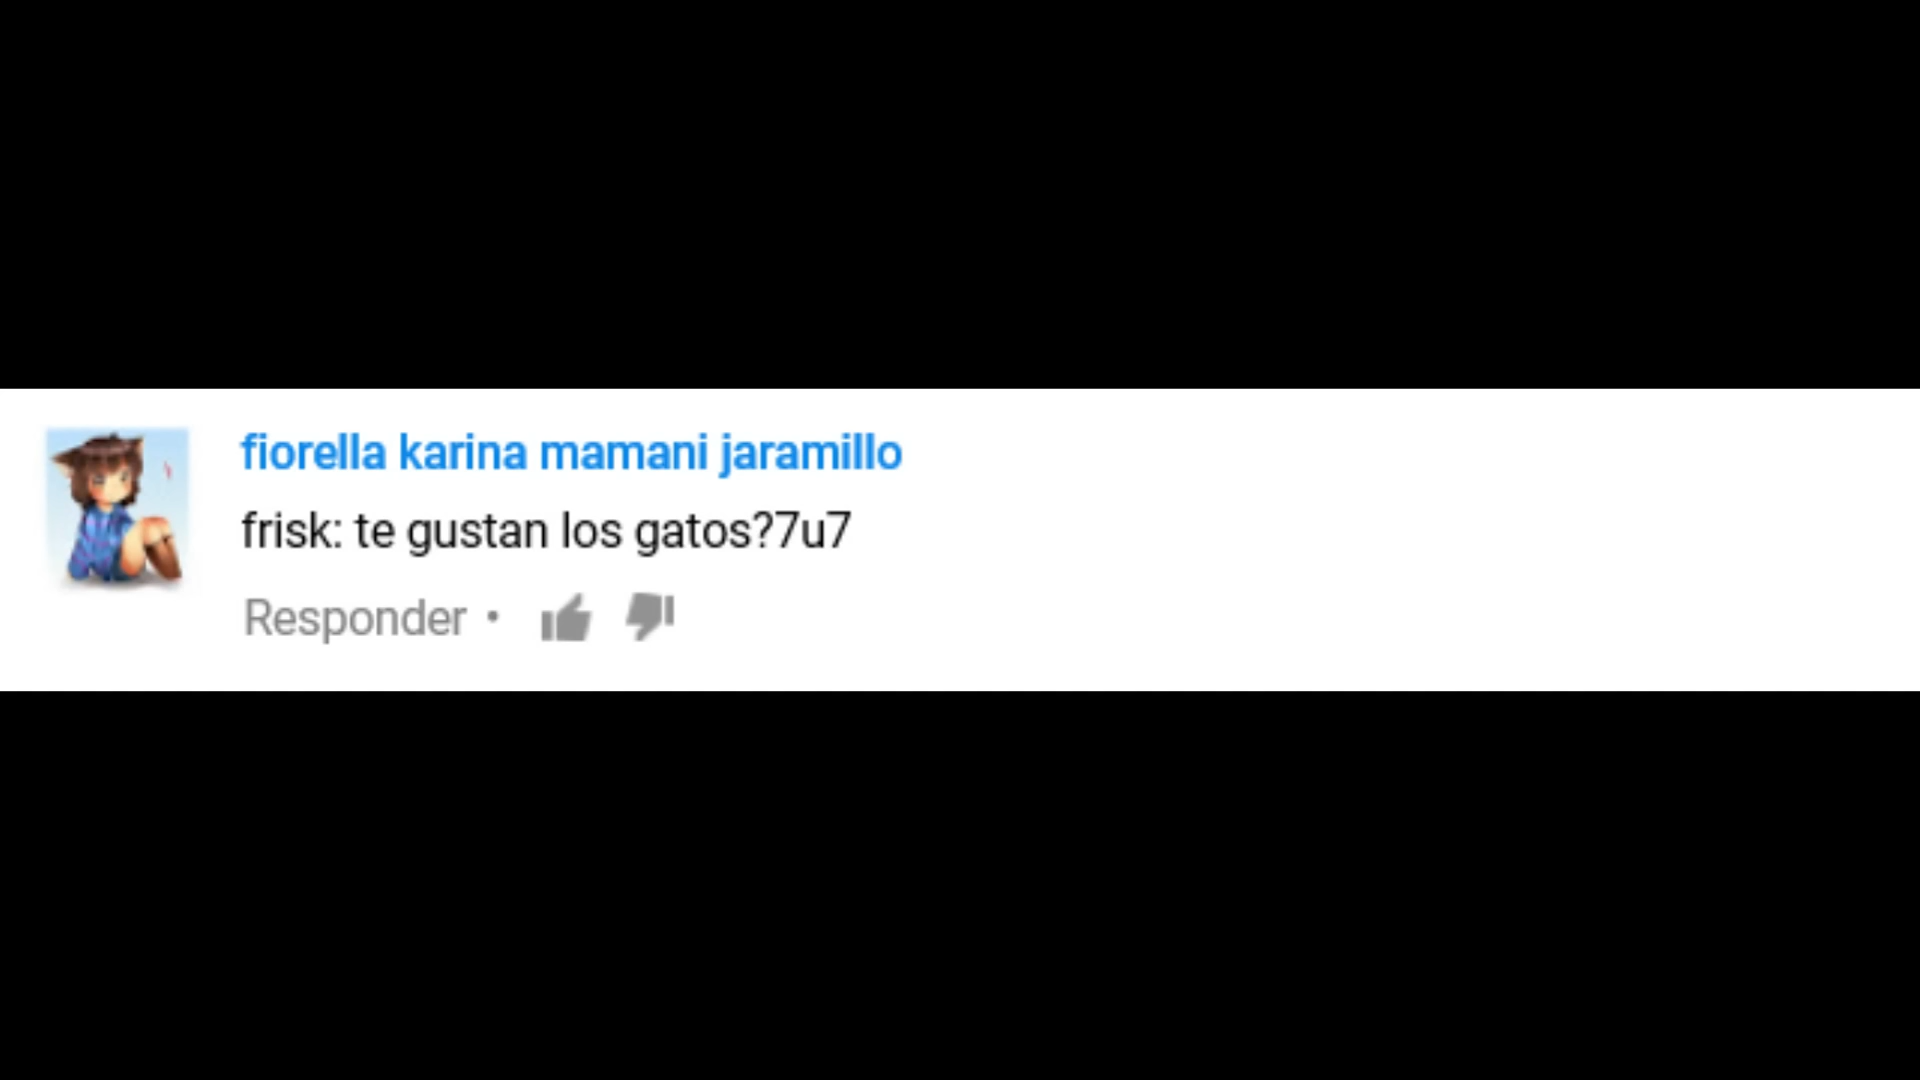 fiorella karina mamani jaramillo
frisk: te gustan los gatos?7u7
Responder •